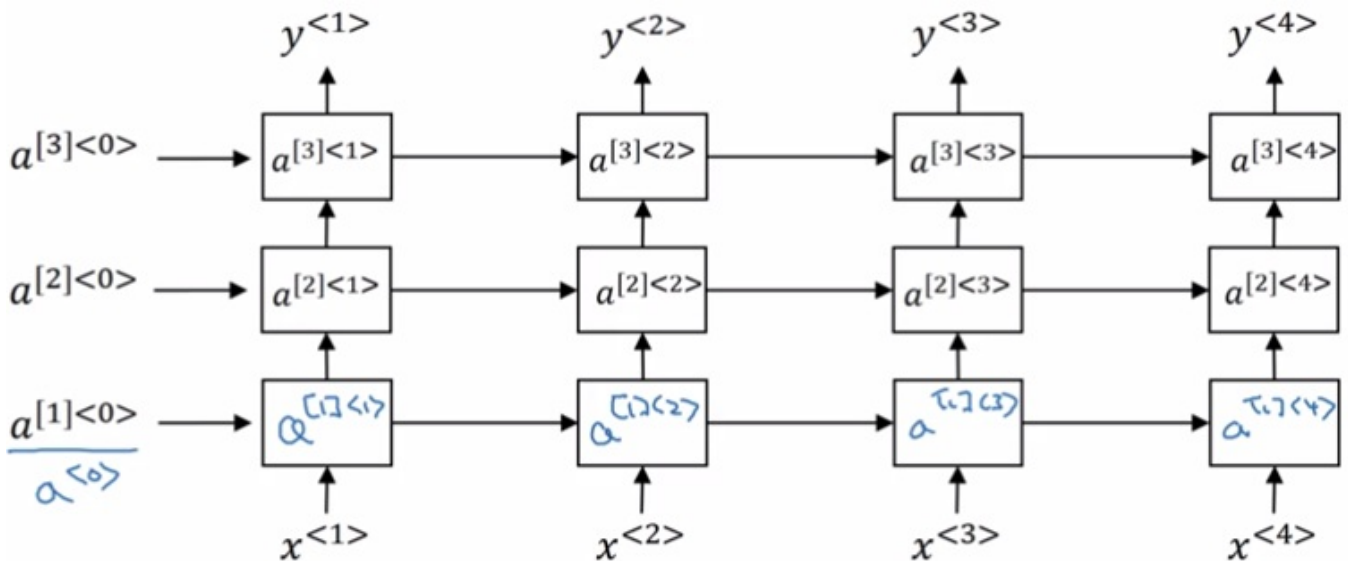 y<1> y<2> y<3> y<4>
a[3]<0> a[3]<1> a[3]<2> a[3]<3> a[3]<4>
a[2]<0> a[2]<1> a[2]<2> a[2]<3> a[2]<4>
a[1]<0> a[1]<1> a[1]<2> a[1]<3> a[1]<4>
a<0>
x<1> x<2> x<3> x<4>